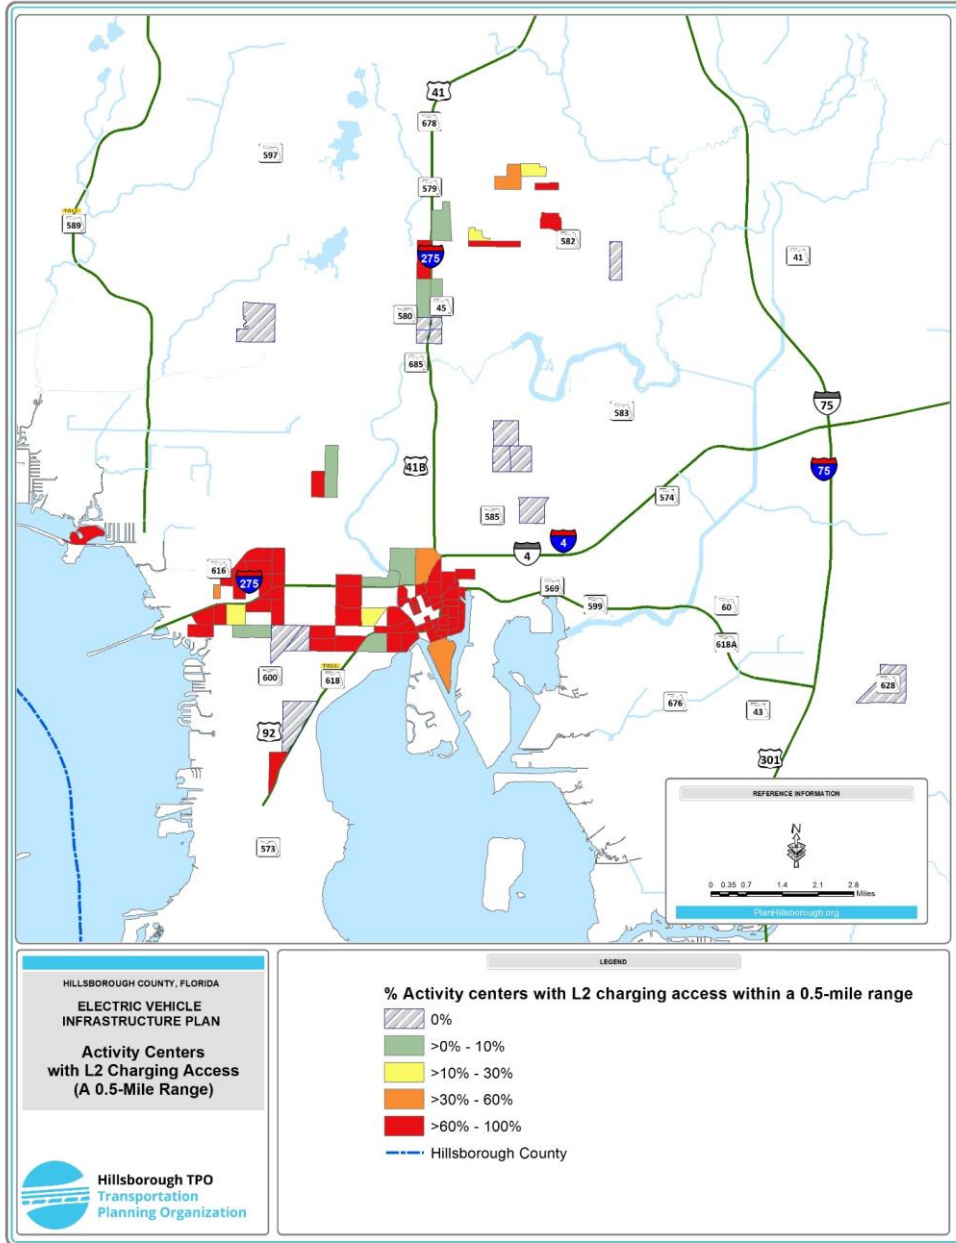 41
678
597
579
TOLL
589
582
275
41
45
580
685
75
583
41B
75
574
585
4
4
616
275
569
599
60
618A
TOLL
618
600
628
676
43
92
301
573
REFERENCE INFORMATION
N
0 0.35 0.7 1.4 2.1 2.8
Miles
PlanHillsborough.org
HILLSBOROUGH COUNTY, FLORIDA
ELECTRIC VEHICLE
INFRASTRUCTURE PLAN
Activity Centers
with L2 Charging Access
(A 0.5-Mile Range)
Hillsborough TPO
Transportation
Planning Organization
LEGEND
% Activity centers with L2 charging access within a 0.5-mile range
0%
>0% - 10%
>10% - 30%
>30% - 60%
>60% - 100%
Hillsborough County